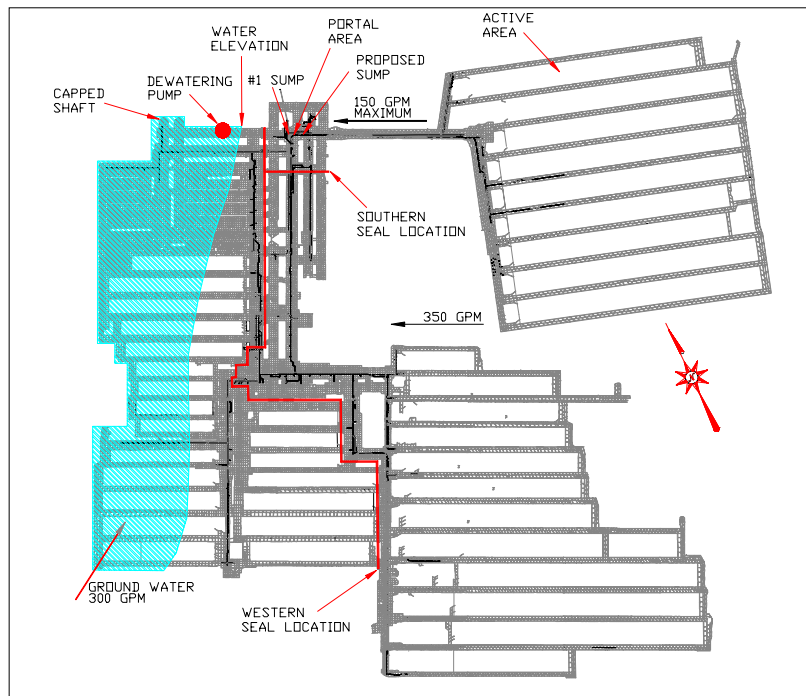 ACTIVE
AREA
PORTAL
AREA
WATER
ELEVATION
PROPOSED
SUMP
CAPPED
SHAFT
DEWATERING
PUMP
#1 SUMP
150 GPM
MAXIMUM
SOUTHERN
SEAL LOCATION
350 GPM
GROUND WATER
300 GPM
WESTERN
SEAL LOCATION